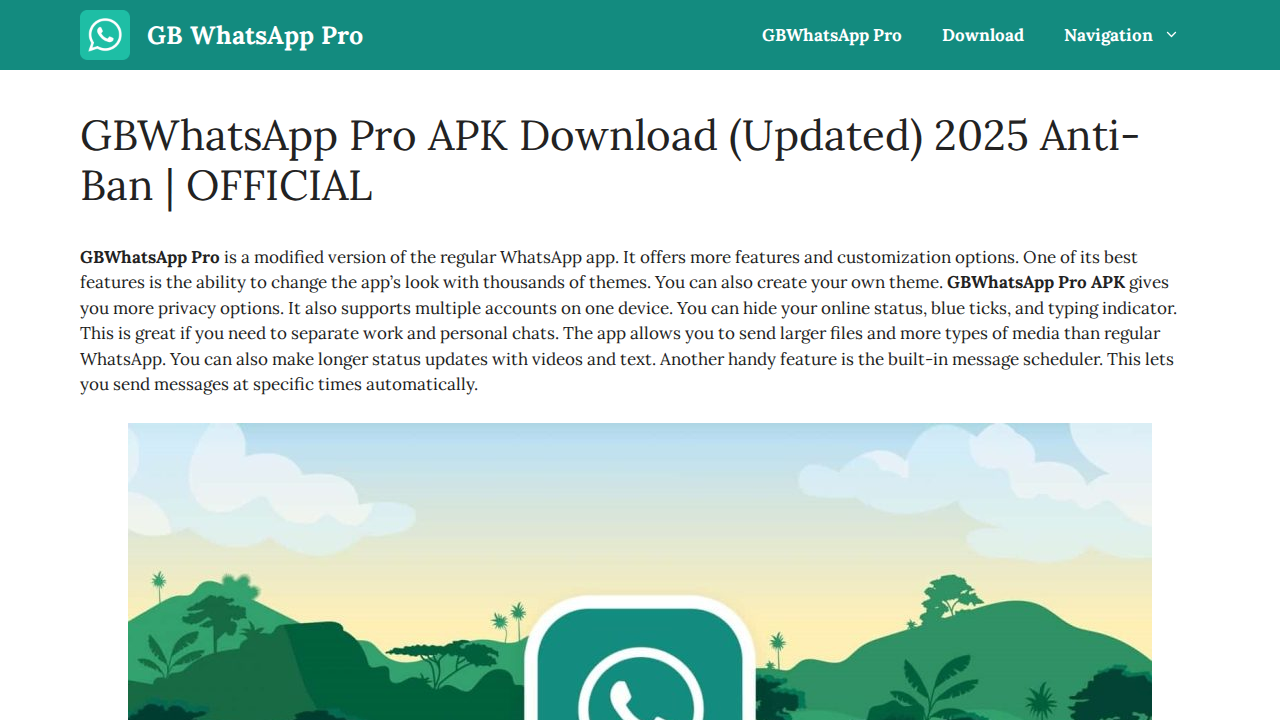 GB WhatsApp Pro
GBWhatsApp Pro
Download
Navigation
GBWhatsApp Pro APK Download (Updated) 2025 Anti-
Ban | OFFICIAL
GBWhatsApp Pro is a modified version of the regular WhatsApp app. It offers more features and customization options. One of its best
features is the ability to change the app’s look with thousands of themes. You can also create your own theme. GBWhatsApp Pro APK gives
you more privacy options. It also supports multiple accounts on one device. You can hide your online status, blue ticks, and typing indicator.
This is great if you need to separate work and personal chats. The app allows you to send larger files and more types of media than regular
WhatsApp. You can also make longer status updates with videos and text. Another handy feature is the built-in message scheduler. This lets
you send messages at specific times automatically.